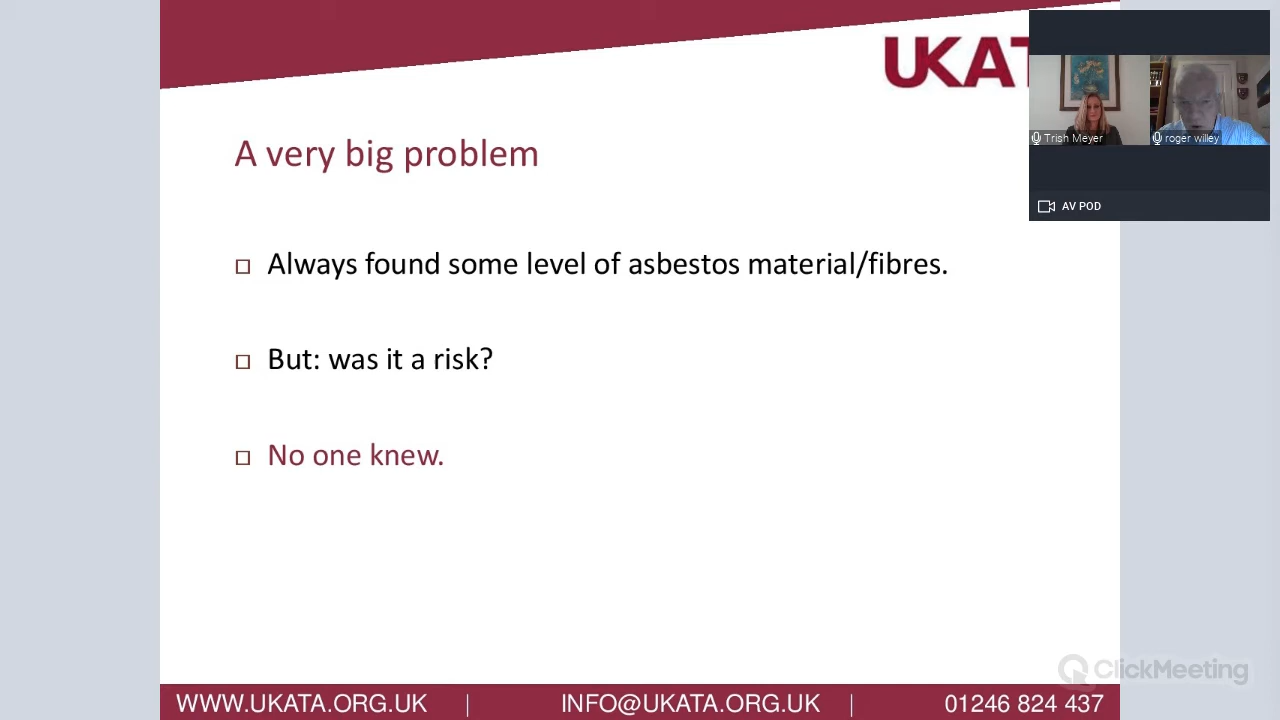 UKAT
A very big problem
Always found some level of asbestos material/fibres.
But: was it a risk?
No one knew.
Trish Meyer
roger willey
AV POD
ClickMeeting
WWW.UKATA.ORG.UK | INFO@UKATA.ORG.UK | 01246 824 437